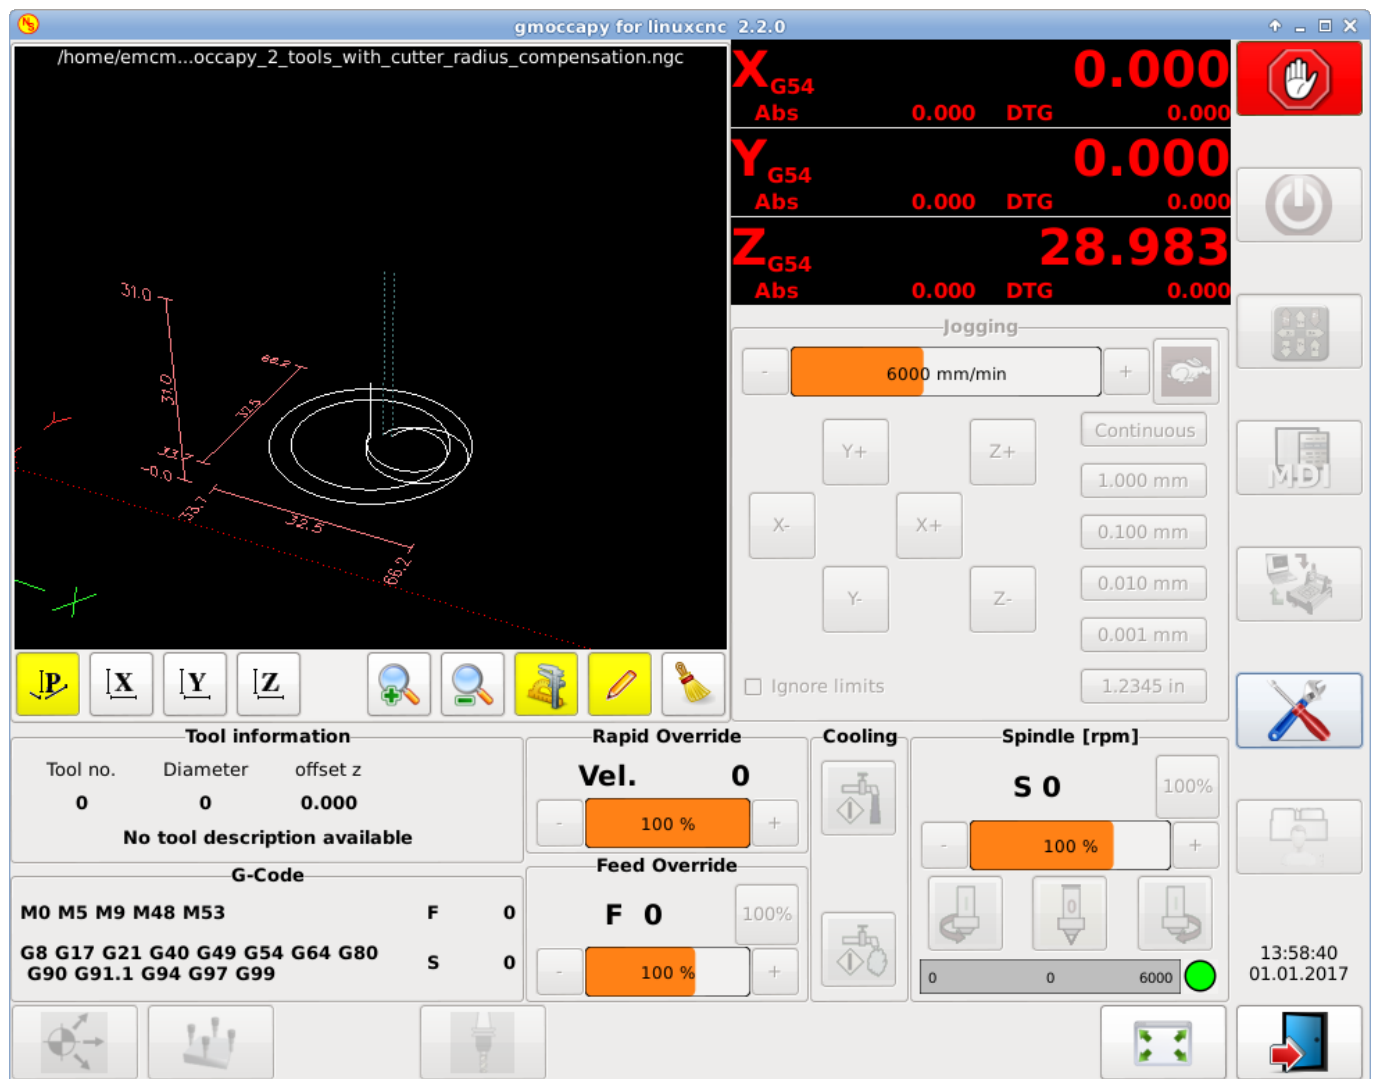 gmoccapy for linuxcnc 2.2.0
/home/emcm...occapy_2_tools_with_cutter_radius_compensation.ngc
31.0
31.0
-0.0
66.2
32.5
33.7
33.7
32.5
66.2
Y
X
X G54 0.000
Abs 0.000 DTG 0.000
Y G54 0.000
Abs 0.000 DTG 0.000
Z G54 28.983
Abs 0.000 DTG 0.000
Jogging
- 6000 mm/min +
Y+ Z+
X- X+
Y- Z-
Continuous
1.000 mm
0.100 mm
0.010 mm
0.001 mm
Ignore limits
1.2345 in
MDI
P X Y Z
Tool information
Tool no. Diameter offset z
0 0 0.000
No tool description available
G-Code
M0 M5 M9 M48 M53 F 0
G8 G17 G21 G40 G49 G54 G64 G80
G90 G91.1 G94 G97 G99
S 0
Rapid Override
Vel. 0
- 100 % +
Feed Override
F 0 100%
- 100 % +
Cooling
Spindle [rpm]
S 0 100%
- 100 % +
I 0 I
0 0 6000
13:58:40
01.01.2017